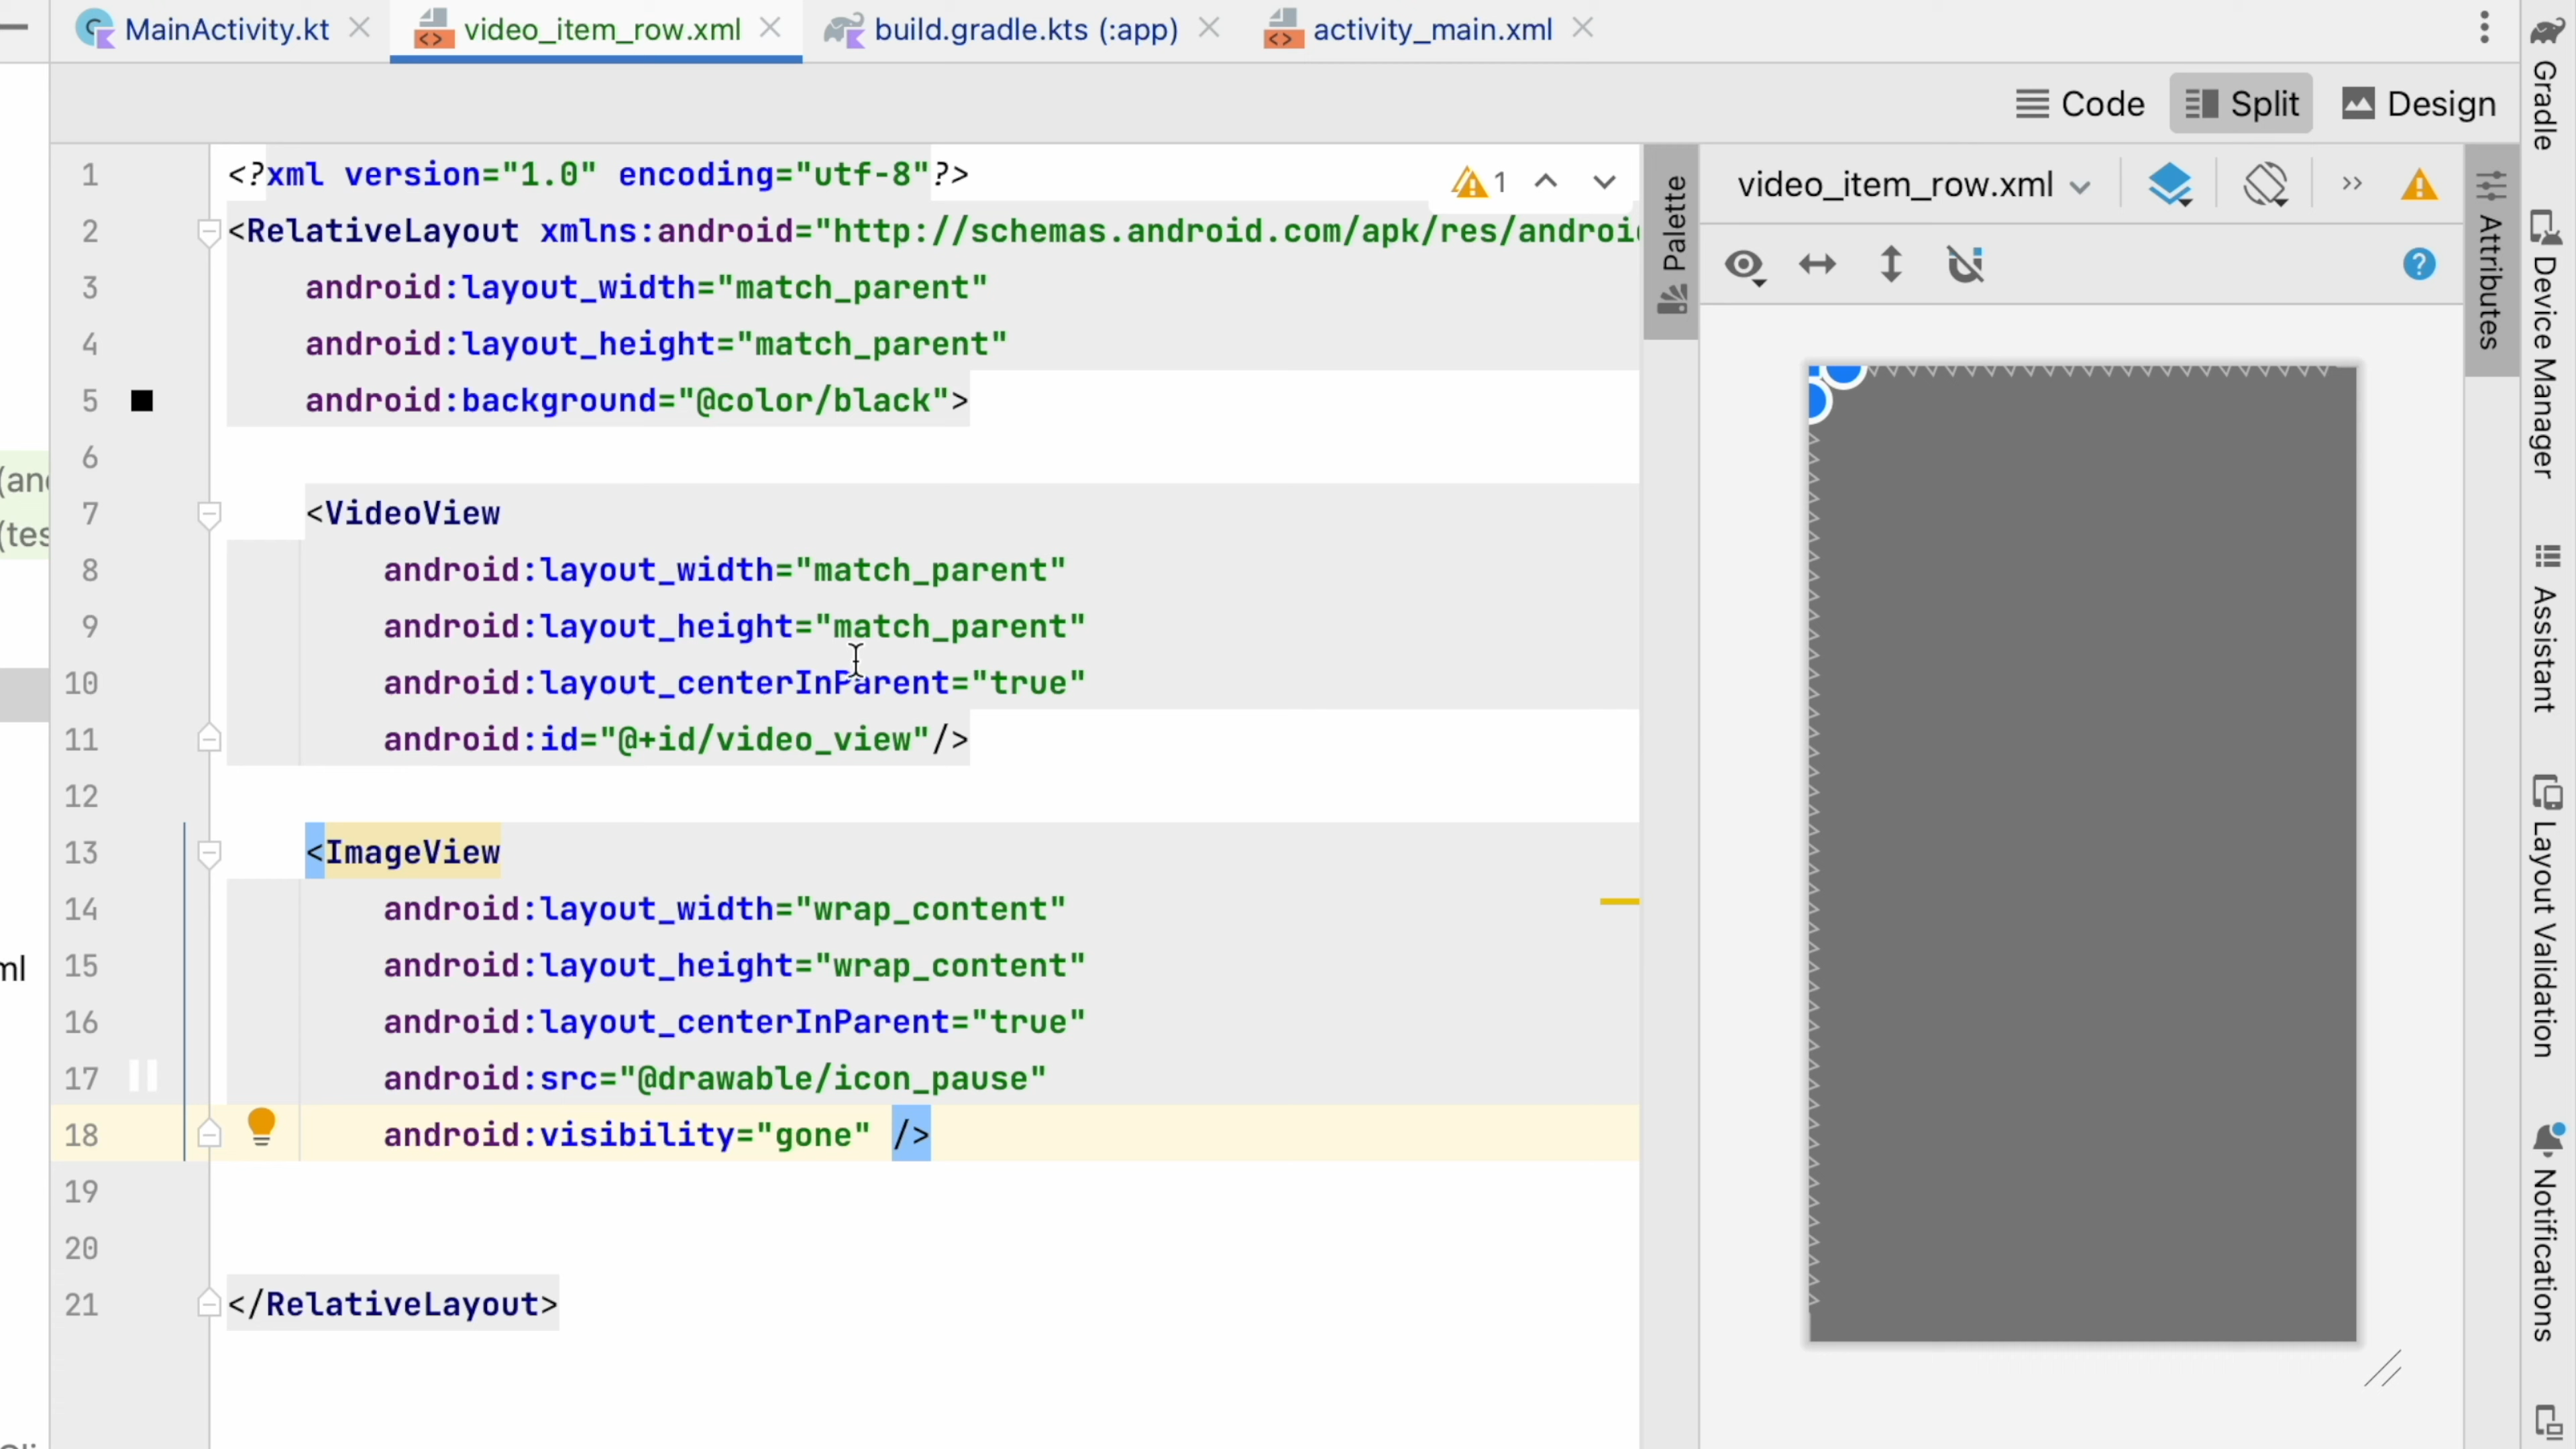 MainActivity.kt
video_item_row.xml
build.gradle.kts (:app)
activity_main.xml
Code
Split
Design
1 <?xml version="1.0" encoding="utf-8"?>
1
2 <RelativeLayout xmlns:android="http://schemas.android.com/apk/res/androi
3 android:layout_width="match_parent"
4 android:layout_height="match_parent"
5 android:background="@color/black">
6
7 <VideoView
8 android:layout_width="match_parent"
9 android:layout_height="match_parent"
10 android:layout_centerInParent="true"
11 android:id="@+id/video_view"/>
12
13 <ImageView
14 android:layout_width="wrap_content"
15 android:layout_height="wrap_content"
16 android:layout_centerInParent="true"
17 android:src="@drawable/icon_pause"
18 android:visibility="gone" />
19
20
21 </RelativeLayout>
(an
(tes
ml
Palette
video_item_row.xml
?
Attributes
Gradle
Device Manager
Assistant
Layout Validation
Notifications